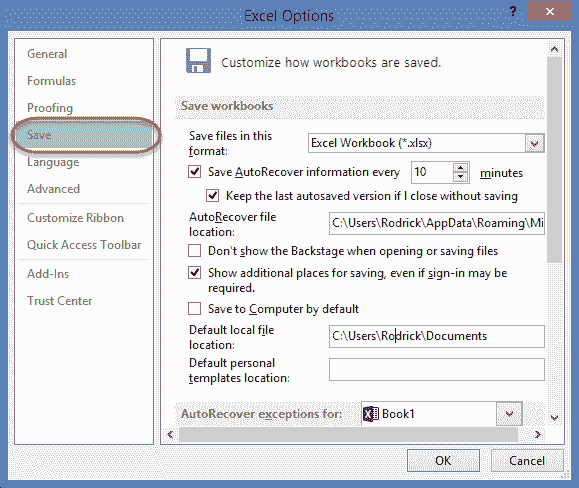 Excel Options
?
General
Formulas
Proofing
Save
Language
Advanced
Customize Ribbon
Quick Access Toolbar
Add-Ins
Trust Center
Customize how workbooks are saved.
Save workbooks
Save files in this
format:
Excel Workbook (*.xlsx)
Save AutoRecover information every 10 minutes
Keep the last autosaved version if I close without saving
AutoRecover file
location:
C:\Users\Rodrick\AppData\Roaming\Mi
Don't show the Backstage when opening or saving files
Show additional places for saving, even if sign-in may be
required.
Save to Computer by default
Default local file
location:
C:\Users\Rodrick\Documents
Default personal
templates location:
AutoRecover exceptions for:
Book1
OK
Cancel